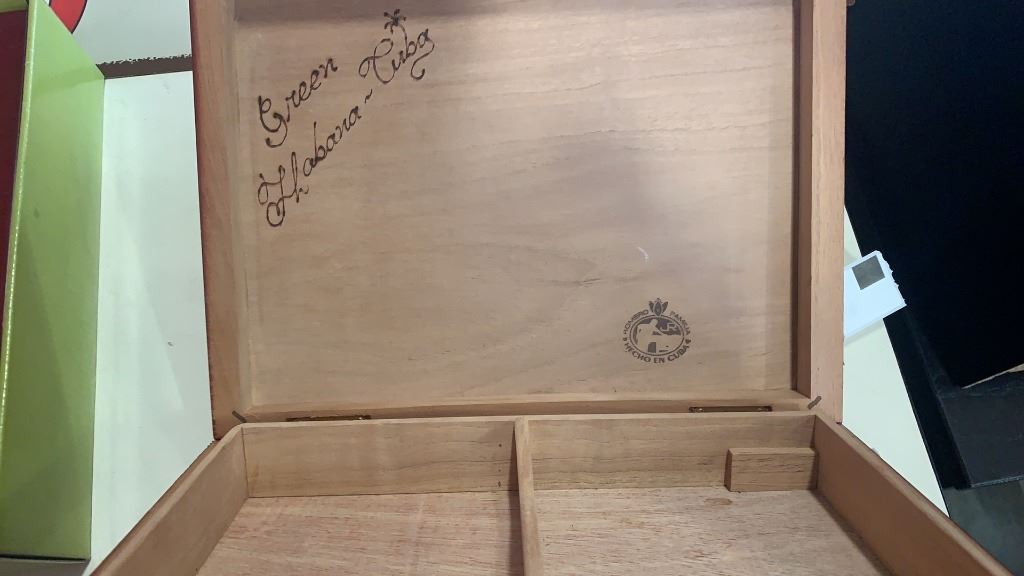 Green
Habana ~ Cuba
HECHO EN CUBA